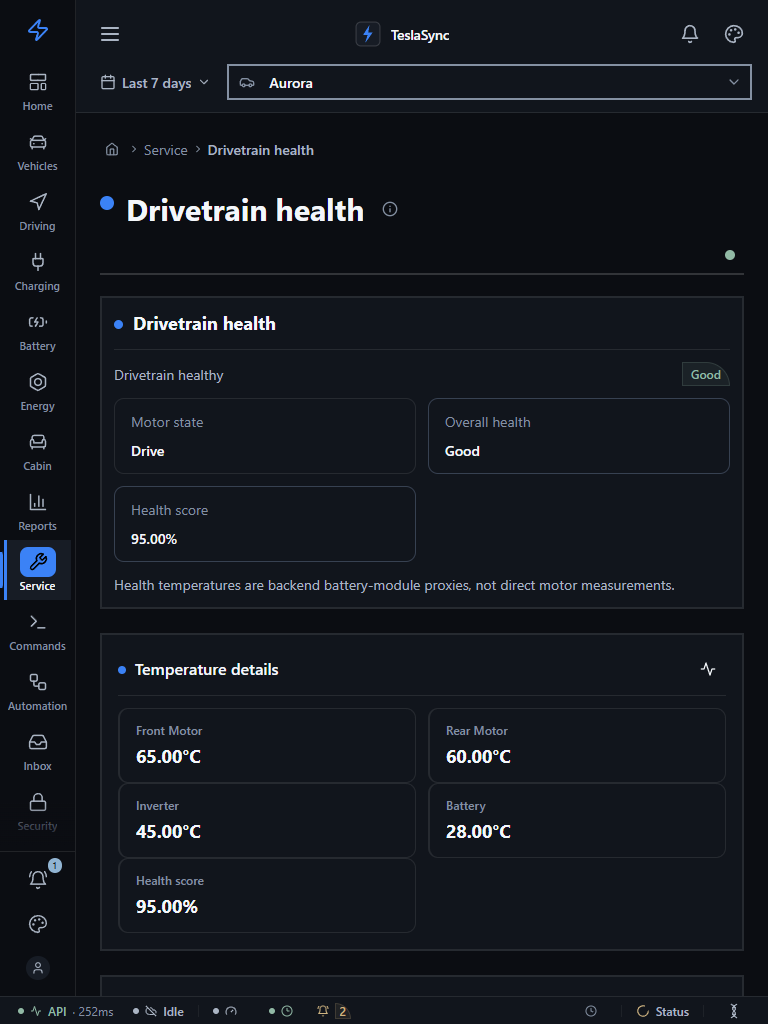 TeslaSync
Last 7 days
Aurora
Home
Vehicles
Driving
Charging
Battery
Energy
Cabin
Reports
Service
Commands
Automation
Inbox
Security
1
Service
Drivetrain health
Drivetrain health
Drivetrain health
Drivetrain healthy
Good
Motor state
Drive
Overall health
Good
Health score
95.00%
Health temperatures are backend battery-module proxies, not direct motor measurements.
Temperature details
Front Motor
65.00°C
Rear Motor
60.00°C
Inverter
45.00°C
Battery
28.00°C
Health score
95.00%
API · 252ms
Idle
2
Status